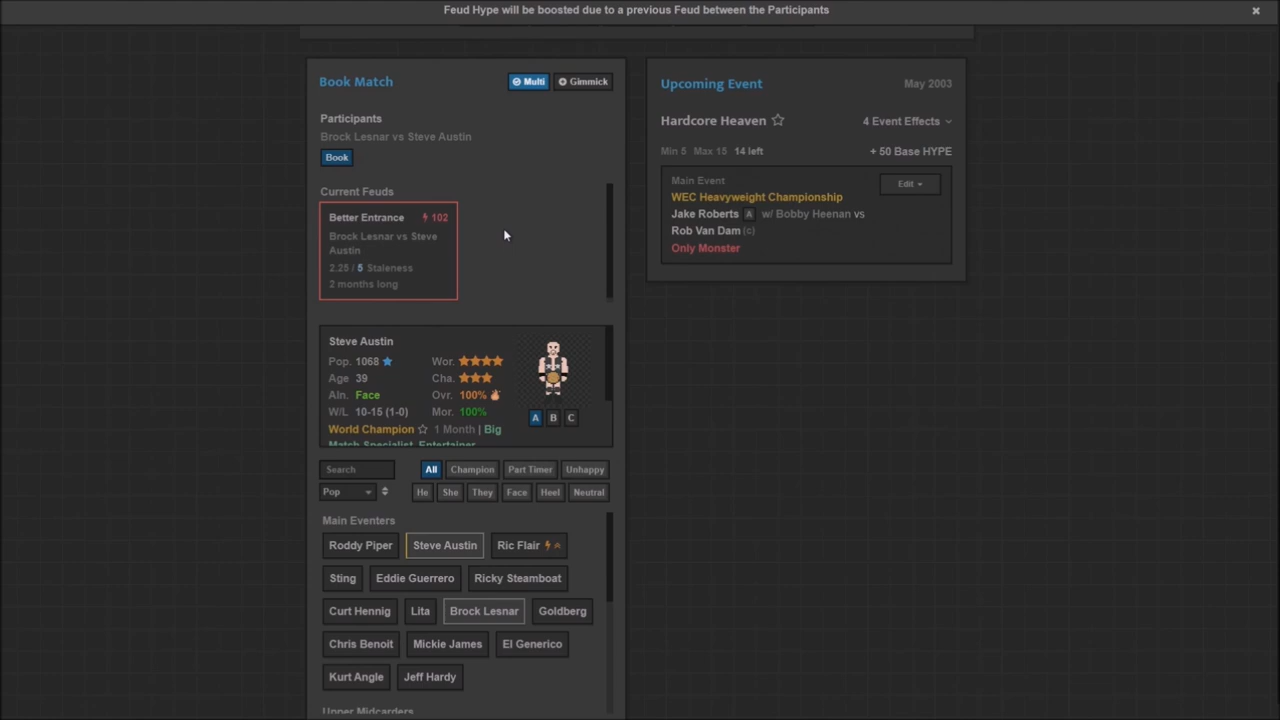 Feud Hype will be boosted due to a previous Feud between the Participants
Book Match
Multi
Gimmick
Participants
Brock Lesnar vs Steve Austin
Book
Current Feuds
Better Entrance 102
Brock Lesnar vs Steve
Austin
2.25 / 5 Staleness
2 months long
Steve Austin
Pop. 1068
Wor.
Age 39
Cha.
Aln. Face
Ovr. 100%
W/L 10-15 (1-0)
Mor. 100%
World Champion 1 Month | Big
Match Specialist, Entertainer
A B C
Search
All Champion Part Timer Unhappy
Pop
He She They Face Heel Neutral
Main Eventers
Roddy Piper Steve Austin Ric Flair
Sting Eddie Guerrero Ricky Steamboat
Curt Hennig Lita Brock Lesnar Goldberg
Chris Benoit Mickie James El Generico
Kurt Angle Jeff Hardy
Upper Midcarders
Upcoming Event May 2003
Hardcore Heaven 4 Event Effects
Min 5 Max 15 14 left + 50 Base HYPE
Main Event
Edit
WEC Heavyweight Championship
Jake Roberts A w/ Bobby Heenan vs
Rob Van Dam (c)
Only Monster